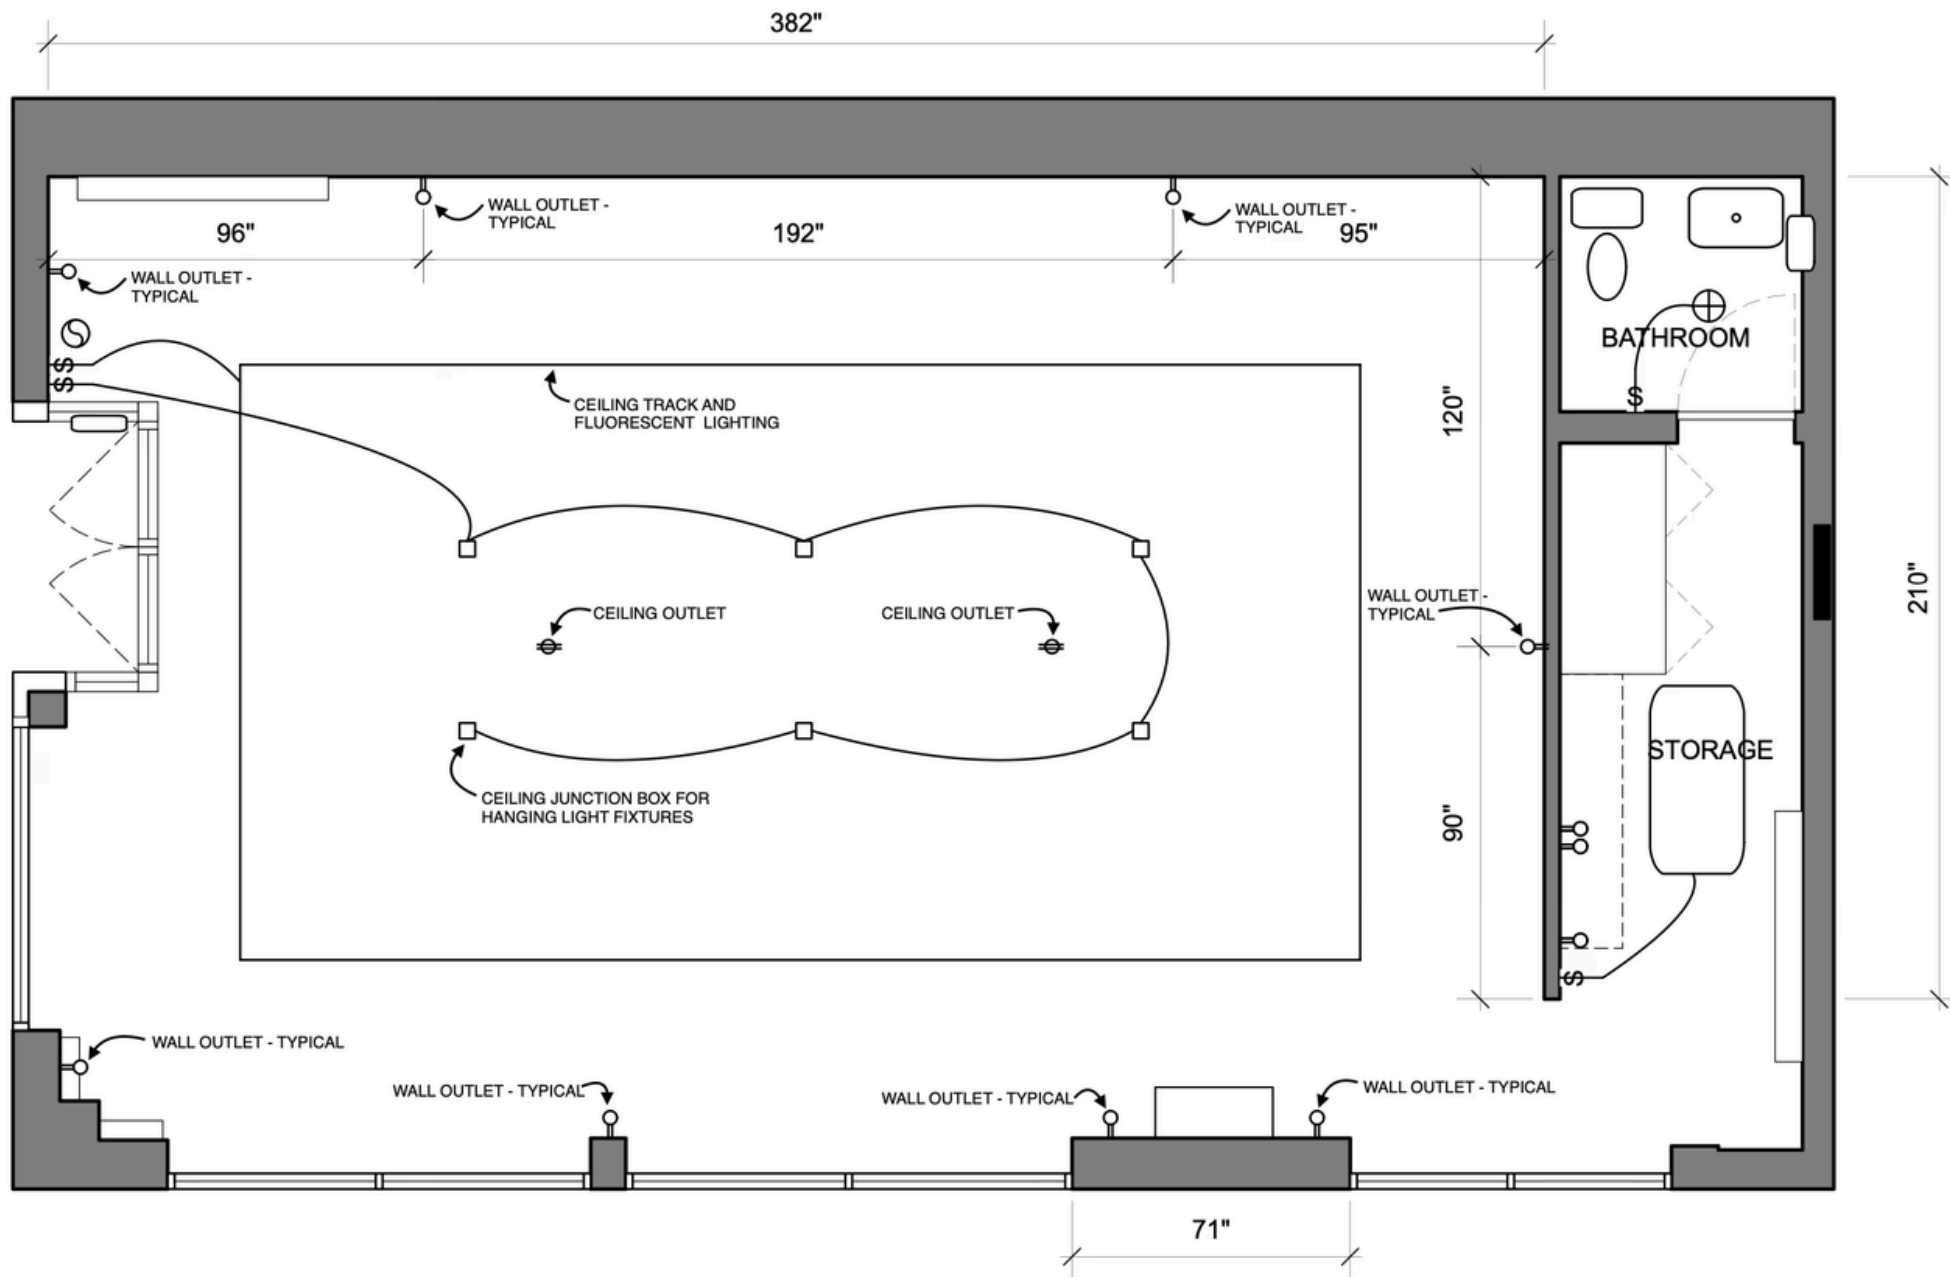 382"
WALL OUTLET -
TYPICAL
WALL OUTLET -
TYPICAL
96"
192"
95"
WALL OUTLET -
TYPICAL
S
S
BATHROOM
S
CEILING TRACK AND
FLUORESCENT LIGHTING
120"
CEILING OUTLET
CEILING OUTLET
WALL OUTLET -
TYPICAL
210"
STORAGE
CEILING JUNCTION BOX FOR
HANGING LIGHT FIXTURES
90"
S
WALL OUTLET - TYPICAL
WALL OUTLET - TYPICAL
WALL OUTLET - TYPICAL
WALL OUTLET - TYPICAL
71"